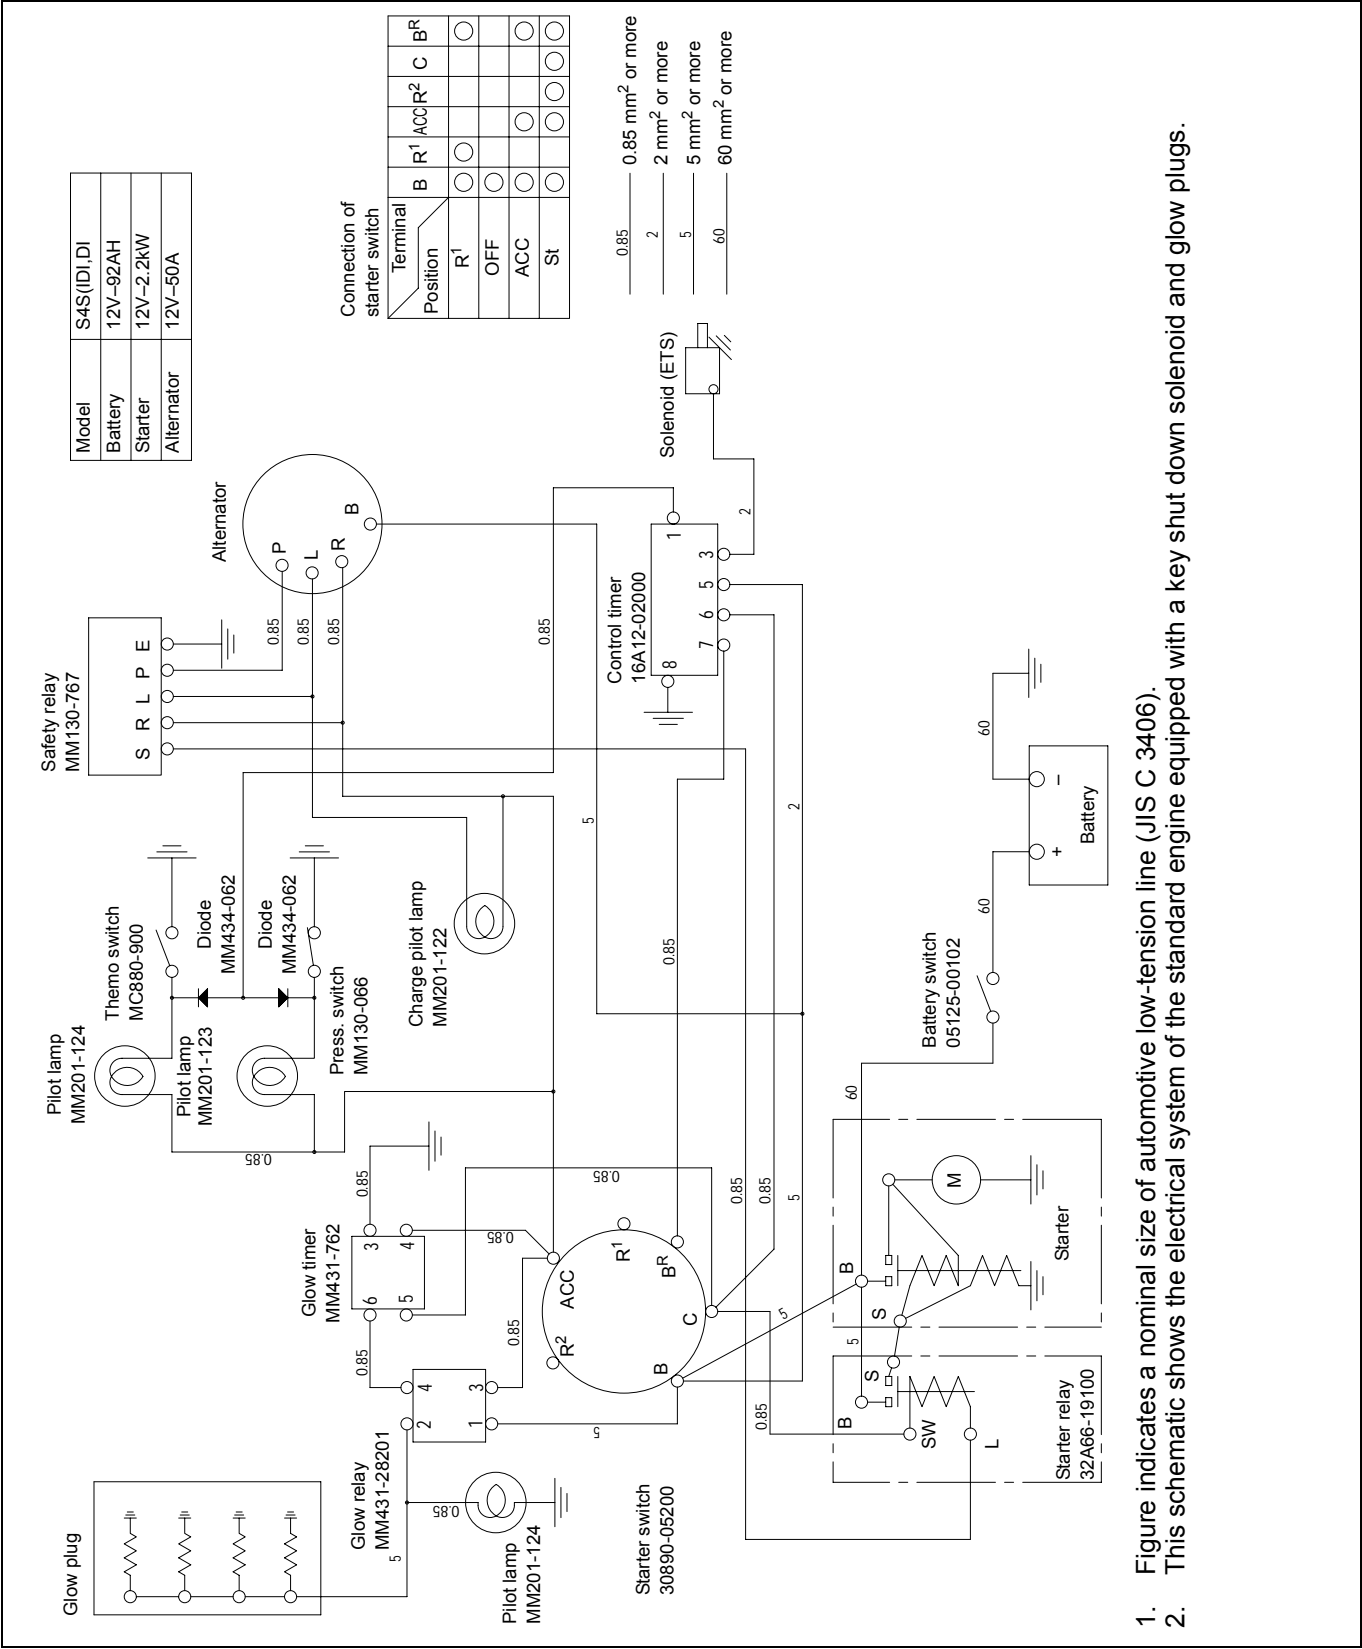 Glow plug
Pilot lamp
MM201-124
Pilot lamp
MM201-123
Themo switch
MC880-900
Diode
MM434-062
Diode
MM434-062
Press. switch
MM130-066
Safety relay
MM130-767
S R L P E
Alternator
P
L
R
B
0.85
0.85
0.85
Model S4S(IDI,DI
Battery 12V–92AH
Starter 12V–2.2kW
Alternator 12V–50A
Glow relay
MM431-28201
4
2
3
1
0.85
5
0.85
Pilot lamp
MM201-124
Glow timer
MM431-762
3
4
6
5
0.85
0.85
0.85
0.85
0.85
0.85
5
Charge pilot lamp
MM201-122
5
0.85
Connection of
starter switch
Terminal
Position
B R1 ACC R2 C BR
R1
OFF
ACC
St
Starter switch
30890-05200
ACC
R2
R1
BR
C
B
0.85
Control timer
16A12-02000
1
8
7 6 5 3
2
Solenoid (ETS)
0.85 0.85 mm2 or more
2 2 mm2 or more
5 5 mm2 or more
60 60 mm2 or more
0.85
0.85
5
2
0.85
5
5
60
Starter relay
32A66-19100
B
S
SW
L
Starter
B
S
M
Battery switch
05125-00102
60
60
Battery
+
–
1. Figure indicates a nominal size of automotive low-tension line (JIS C 3406).
2. This schematic shows the electrical system of the standard engine equipped with a key shut down solenoid and glow plugs.